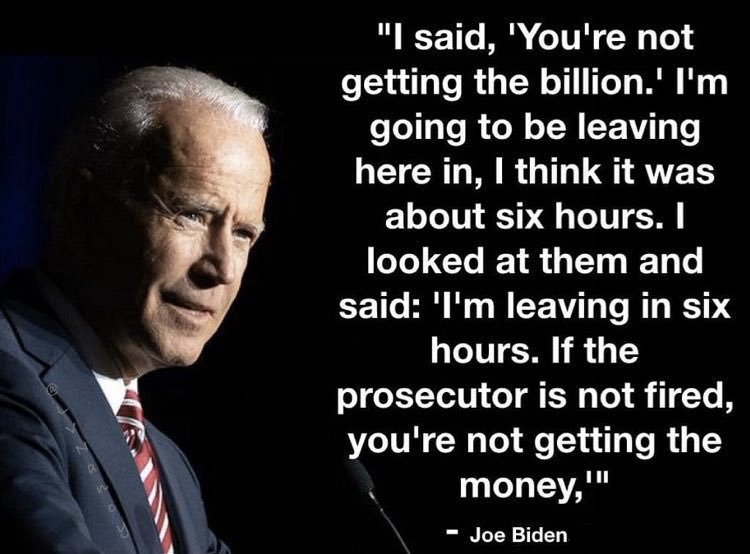 "I said, 'You're not
getting the billion.' I'm
going to be leaving
here in, I think it was
about six hours. I
looked at them and
said: 'I'm leaving in six
hours. If the
prosecutor is not fired,
you're not getting the
money,'"
- Joe Biden